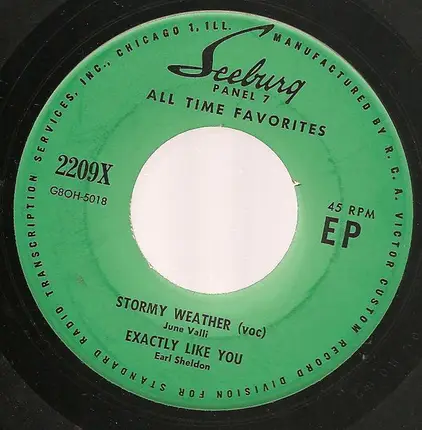 Seeburg
PANEL 7
ALL TIME FAVORITES
2209X
G8OH-5018
45 RPM
EP
STORMY WEATHER (voc)
June Valli
EXACTLY LIKE YOU
Earl Sheldon
MANUFACTURED BY R. C. A. VICTOR CUSTOM RECORD DIVISION FOR STANDARD RADIO TRANSCRIPTION SERVICES, INC., CHICAGO 1, ILL.